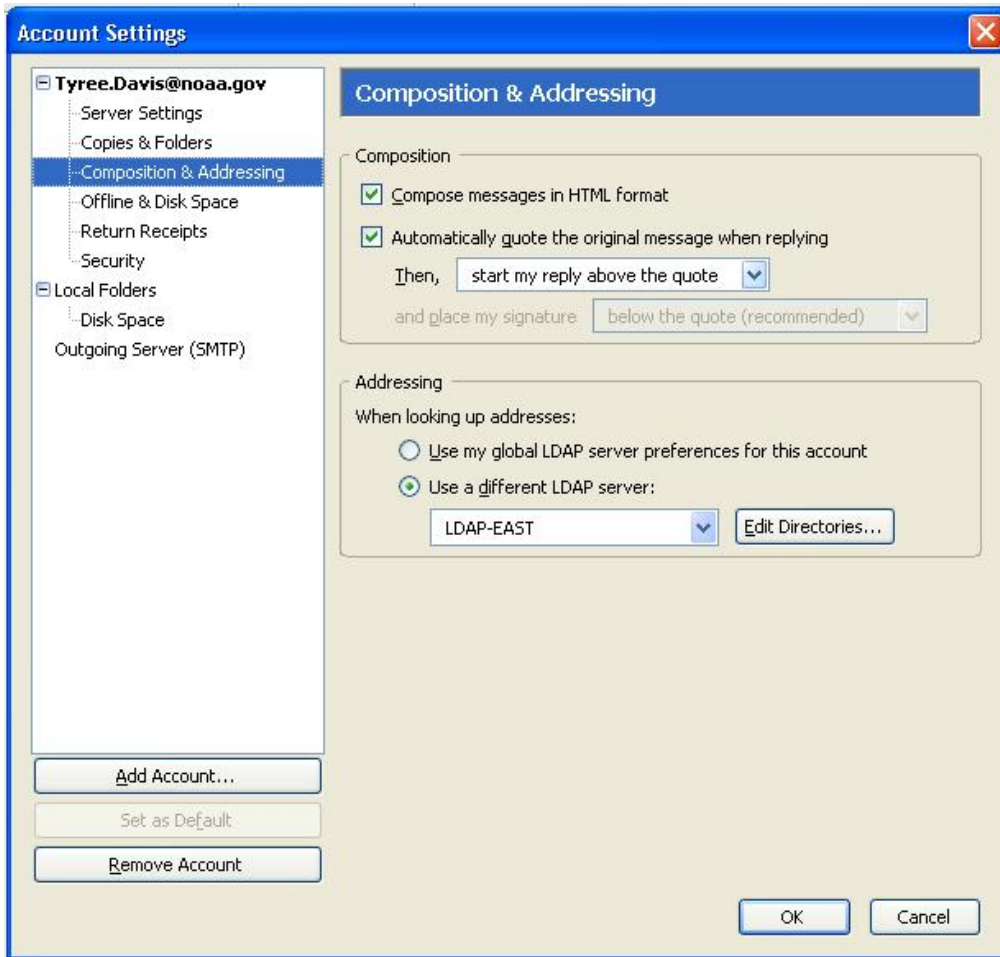 Account Settings
Tyree.Davis@noaa.gov
Server Settings
Copies & Folders
Composition & Addressing
Offline & Disk Space
Return Receipts
Security
Local Folders
Disk Space
Outgoing Server (SMTP)
Add Account...
Set as Default
Remove Account
Composition & Addressing
Composition
Compose messages in HTML format
Automatically quote the original message when replying
Then, start my reply above the quote
and place my signature below the quote (recommended)
Addressing
When looking up addresses:
Use my global LDAP server preferences for this account
Use a different LDAP server:
LDAP-EAST Edit Directories...
OK Cancel